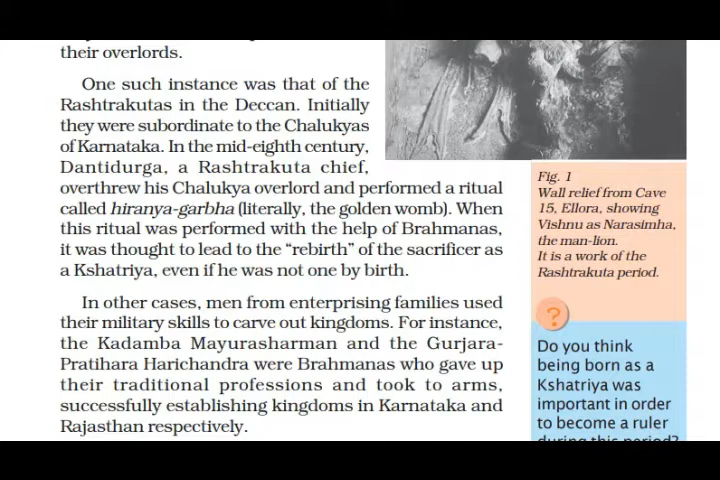 their overlords.
One such instance was that of the
Rashtrakutas in the Deccan. Initially
they were subordinate to the Chalukyas
of Karnataka. In the mid-eighth century,
Dantidurga, a Rashtrakuta chief,
overthrew his Chalukya overlord and performed a ritual
called hiranya-garbha (literally, the golden womb). When
this ritual was performed with the help of Brahmanas,
it was thought to lead to the “rebirth” of the sacrificer as
a Kshatriya, even if he was not one by birth.
In other cases, men from enterprising families used
their military skills to carve out kingdoms. For instance,
the Kadamba Mayurasharman and the Gurjara-
Pratihara Harichandra were Brahmanas who gave up
their traditional professions and took to arms,
successfully establishing kingdoms in Karnataka and
Rajasthan respectively.
Fig. 1
Wall relief from Cave
15, Ellora, showing
Vishnu as Narasimha,
the man-lion.
It is a work of the
Rashtrakuta period.
?
Do you think
being born as a
Kshatriya was
important in order
to become a ruler
during this period?